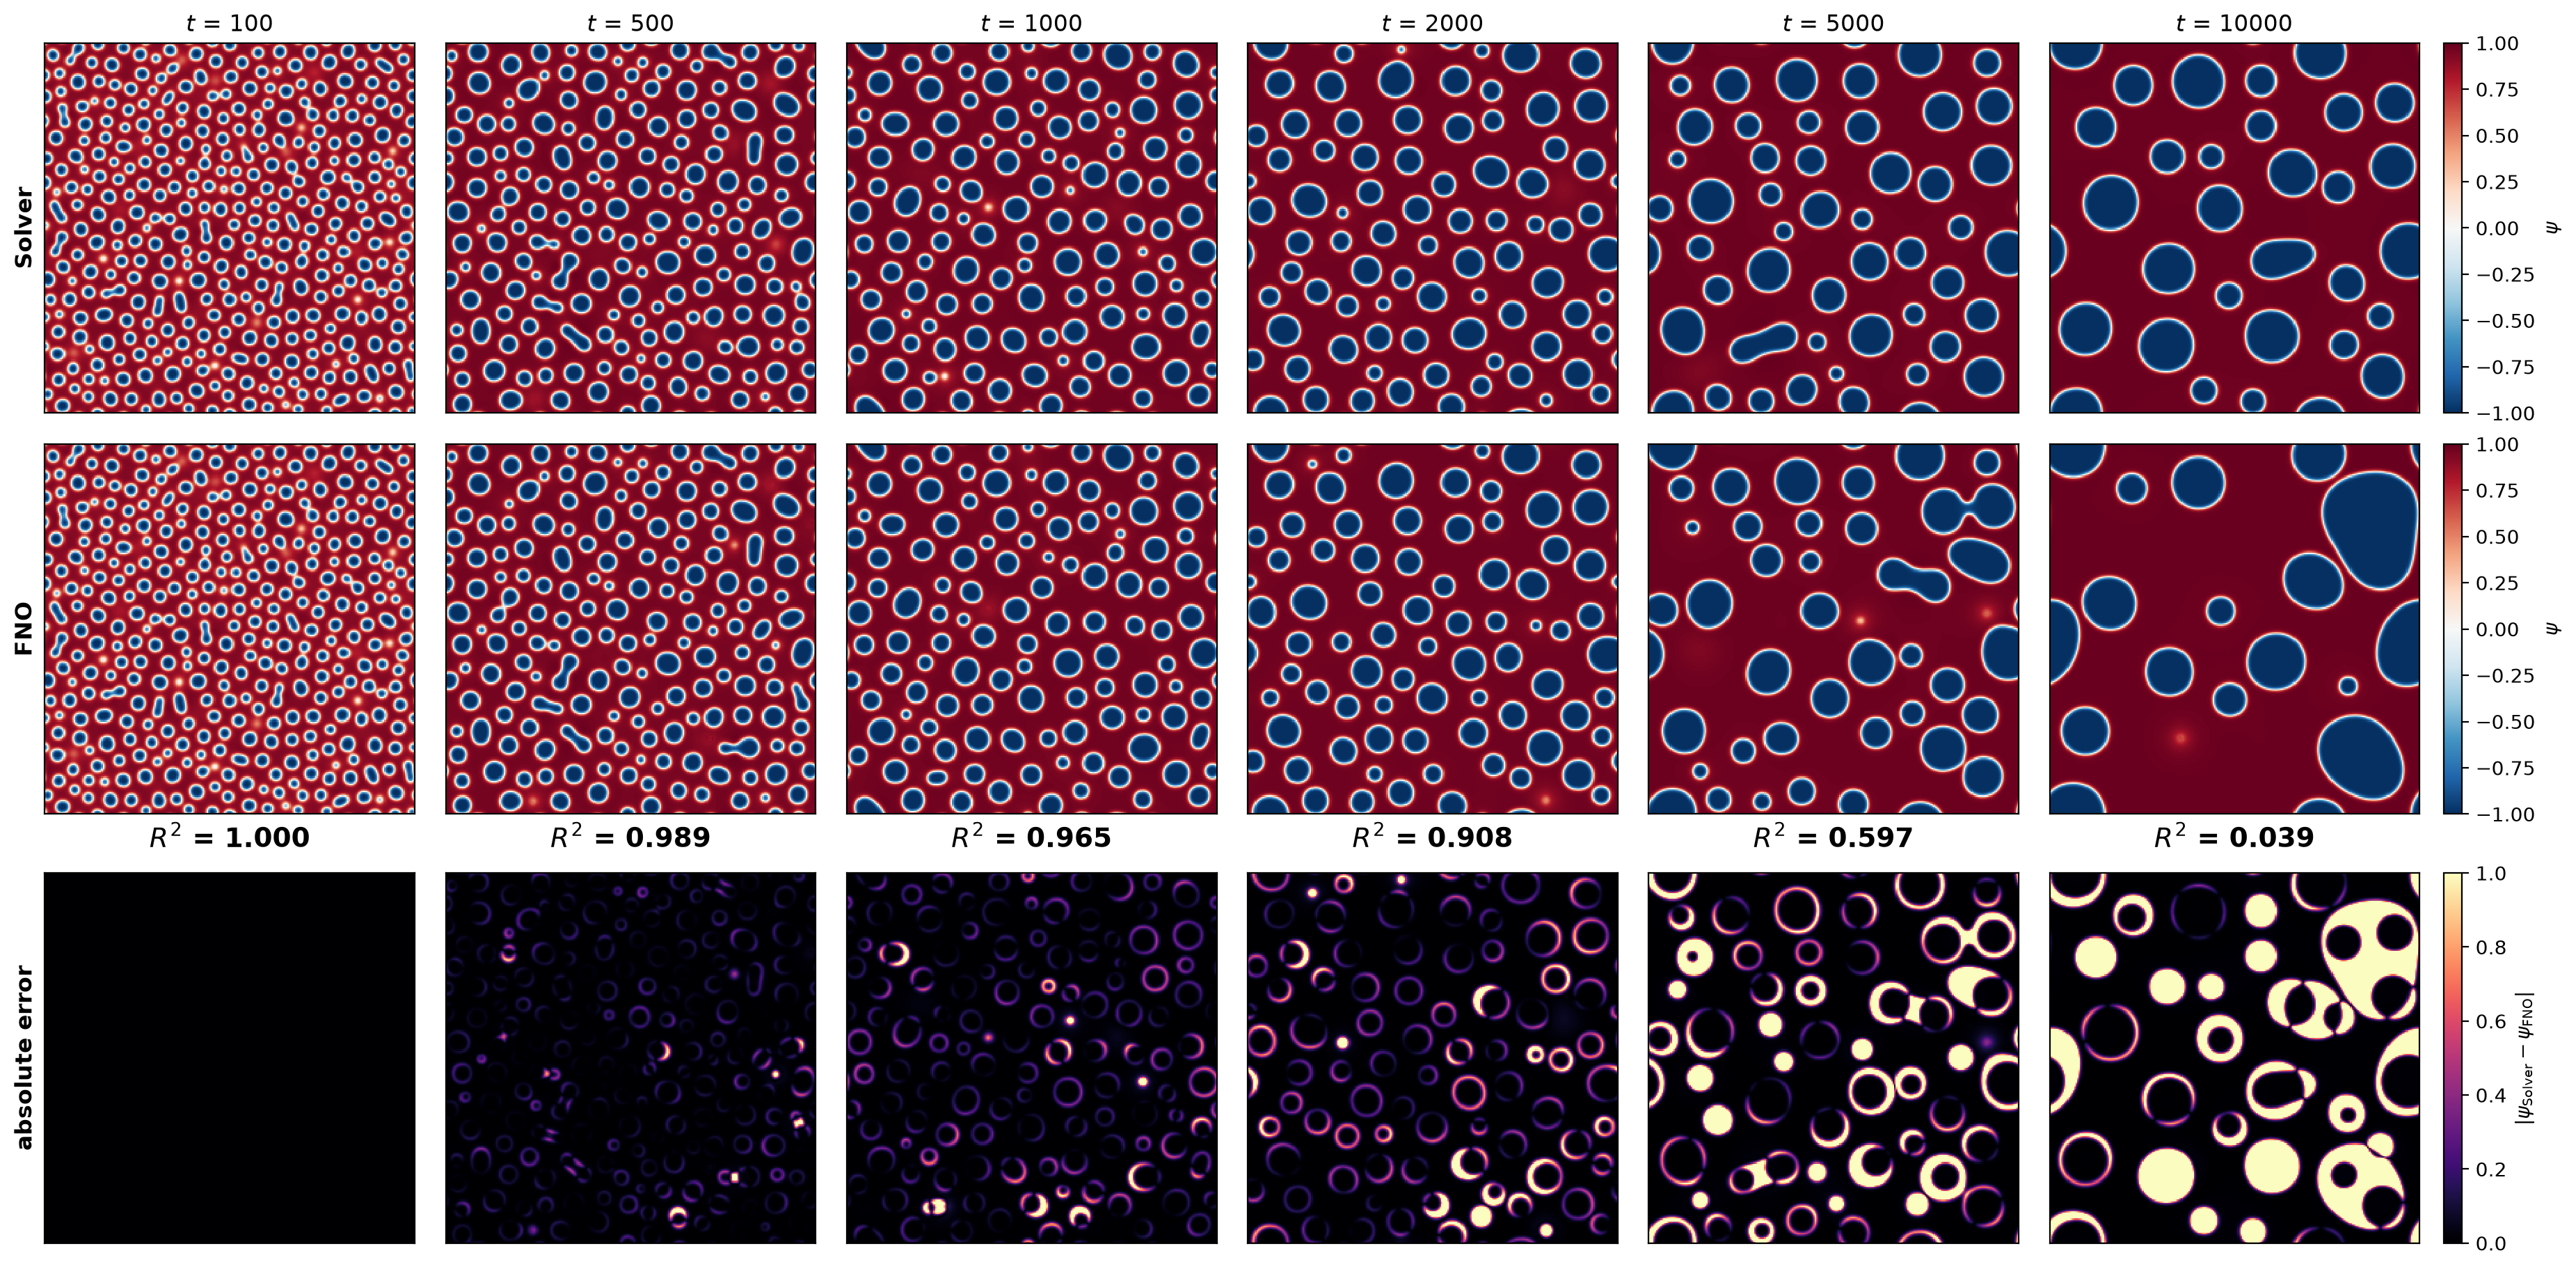 t = 100
t = 500
t = 1000
t = 2000
t = 5000
t = 10000
Solver
1.00
0.75
0.50
0.25
0.00
−0.25
−0.50
−0.75
−1.00
ψ
FNO
1.00
0.75
0.50
0.25
0.00
−0.25
−0.50
−0.75
−1.00
ψ
R² = 1.000
R² = 0.989
R² = 0.965
R² = 0.908
R² = 0.597
R² = 0.039
absolute error
1.0
0.8
0.6
0.4
0.2
0.0
|ψSolver − ψFNO|